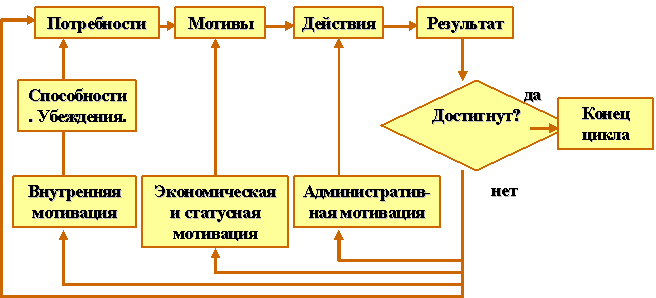 Потребности
Мотивы
Действия
Результат
Способности
. Убеждения.
Достигнут?
да
Конец
цикла
нет
Внутренняя
мотивация
Экономическая
и статусная
мотивация
Административ-
ная мотивация